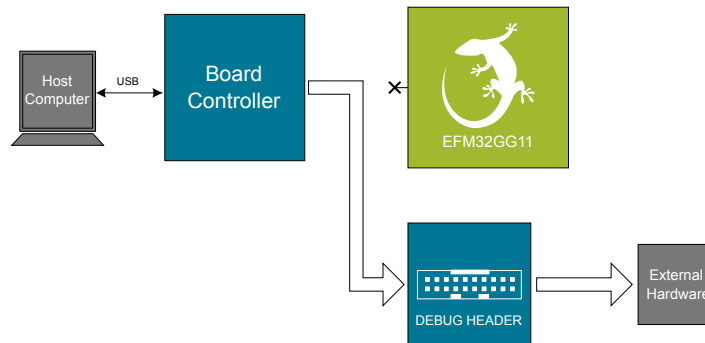 Host
Computer
USB
Board
Controller
EFM32GG11
DEBUG HEADER
External
Hardware